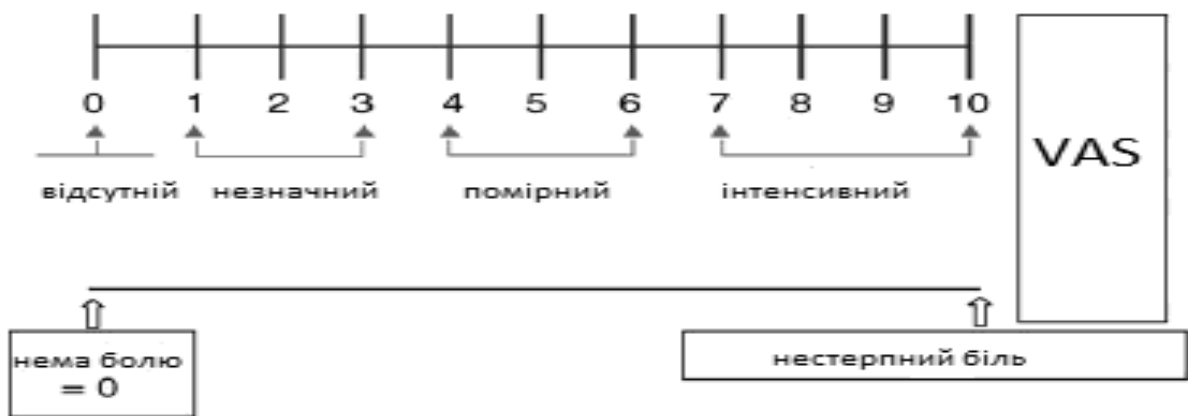 0 1 2 3 4 5 6 7 8 9 10
відсутній незначний помірний інтенсивний
VAS
нема болю
= 0
нестерпний біль